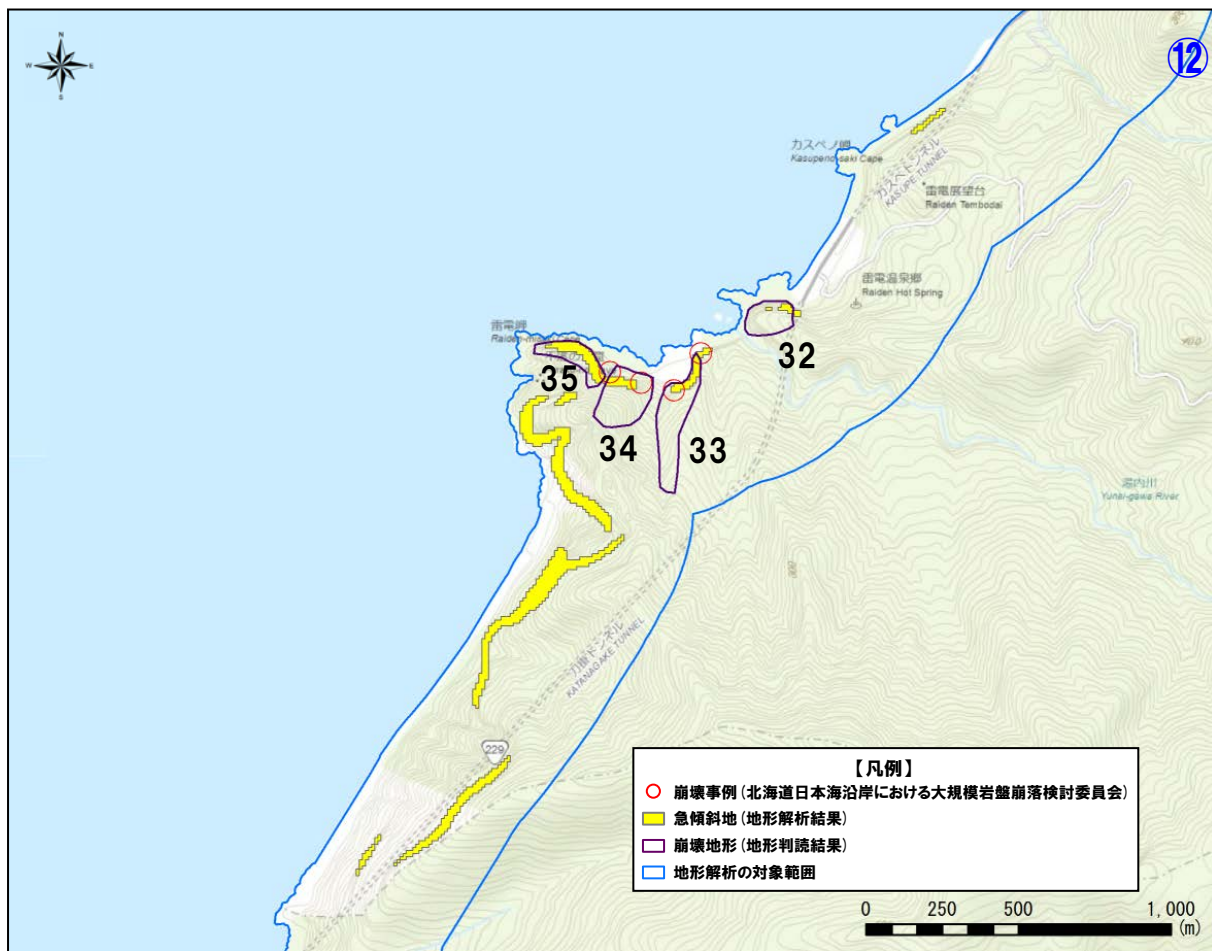 ⑫
N
W E
S
カスペノ岬
Kasupeno-saki Cape
カスペトンネル
KASUPE TUNNEL
雷電展望台
Raiden Tembodai
雷電温泉郷
Raiden Hot Spring
雷電岬
32
35
34
33
湯内川
Yunai-gawa River
刀掛トンネル
KATANAGAKE TUNNEL
229
【凡例】
崩壊事例(北海道日本海沿岸における大規模岩盤崩落検討委員会)
急傾斜地(地形解析結果)
崩壊地形(地形判読結果)
地形解析の対象範囲
0 250 500 1,000
(m)